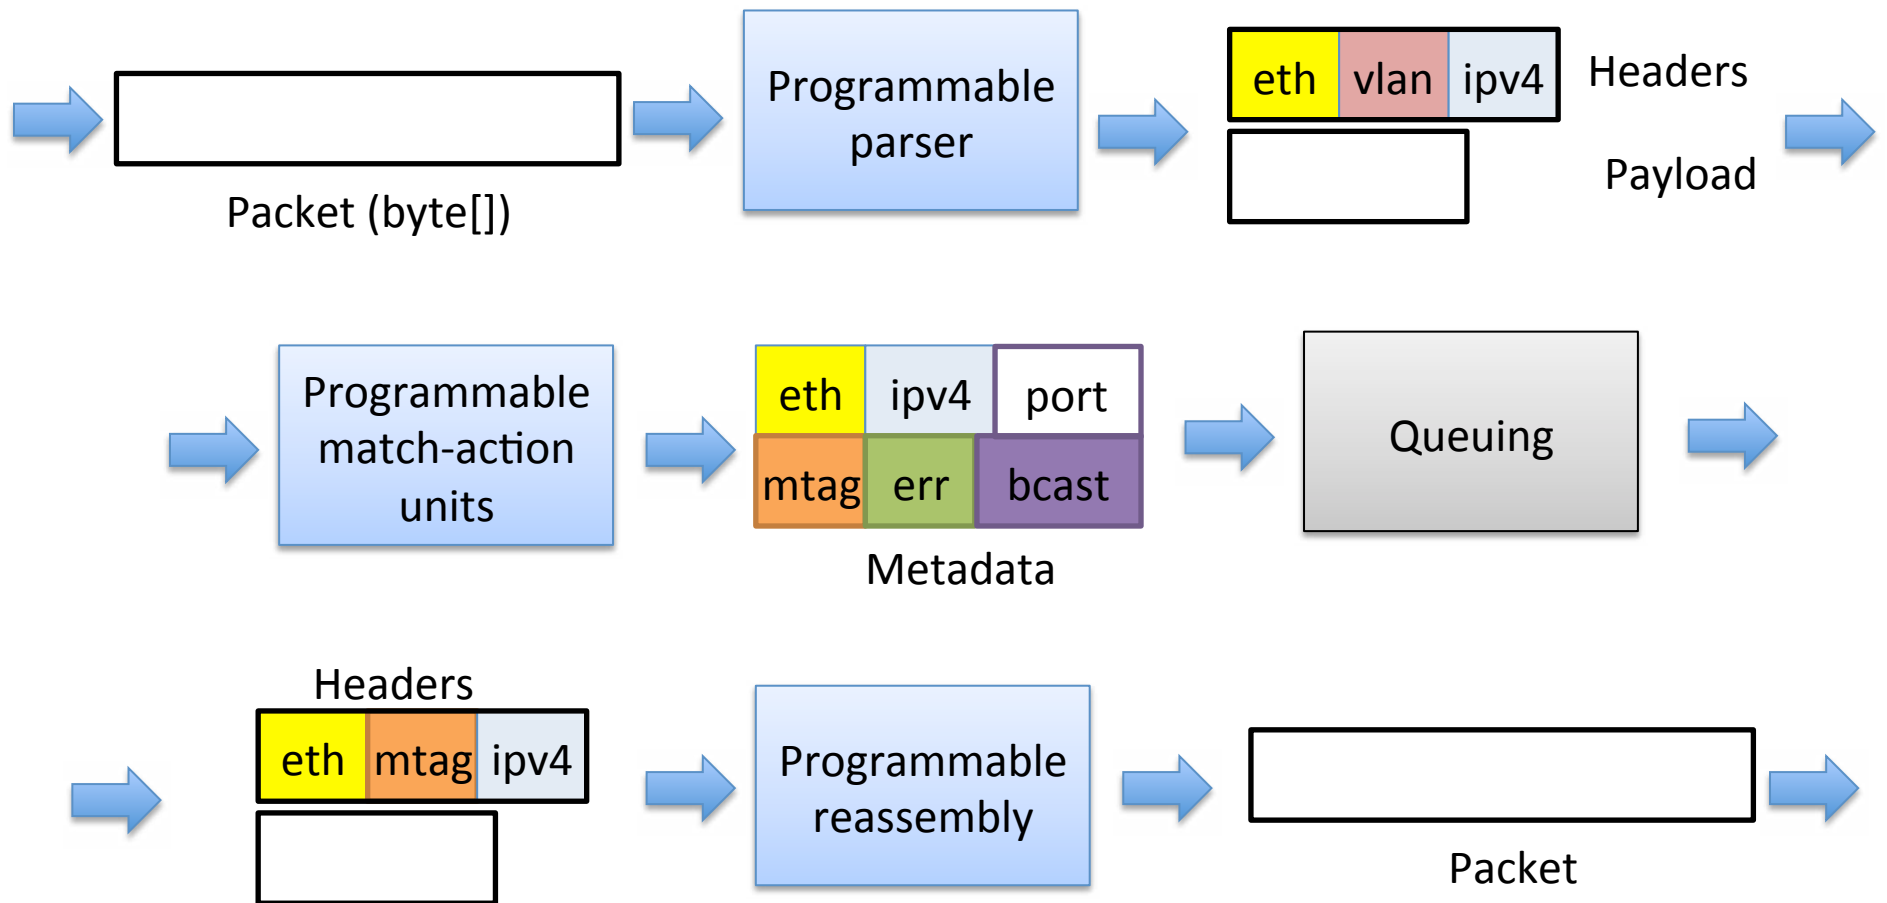 Packet (byte[])
Programmable
parser
eth vlan ipv4
Headers
Payload
Programmable
match-action
units
eth ipv4 port
mtag err bcast
Metadata
Queuing
Headers
eth mtag ipv4
Programmable
reassembly
Packet